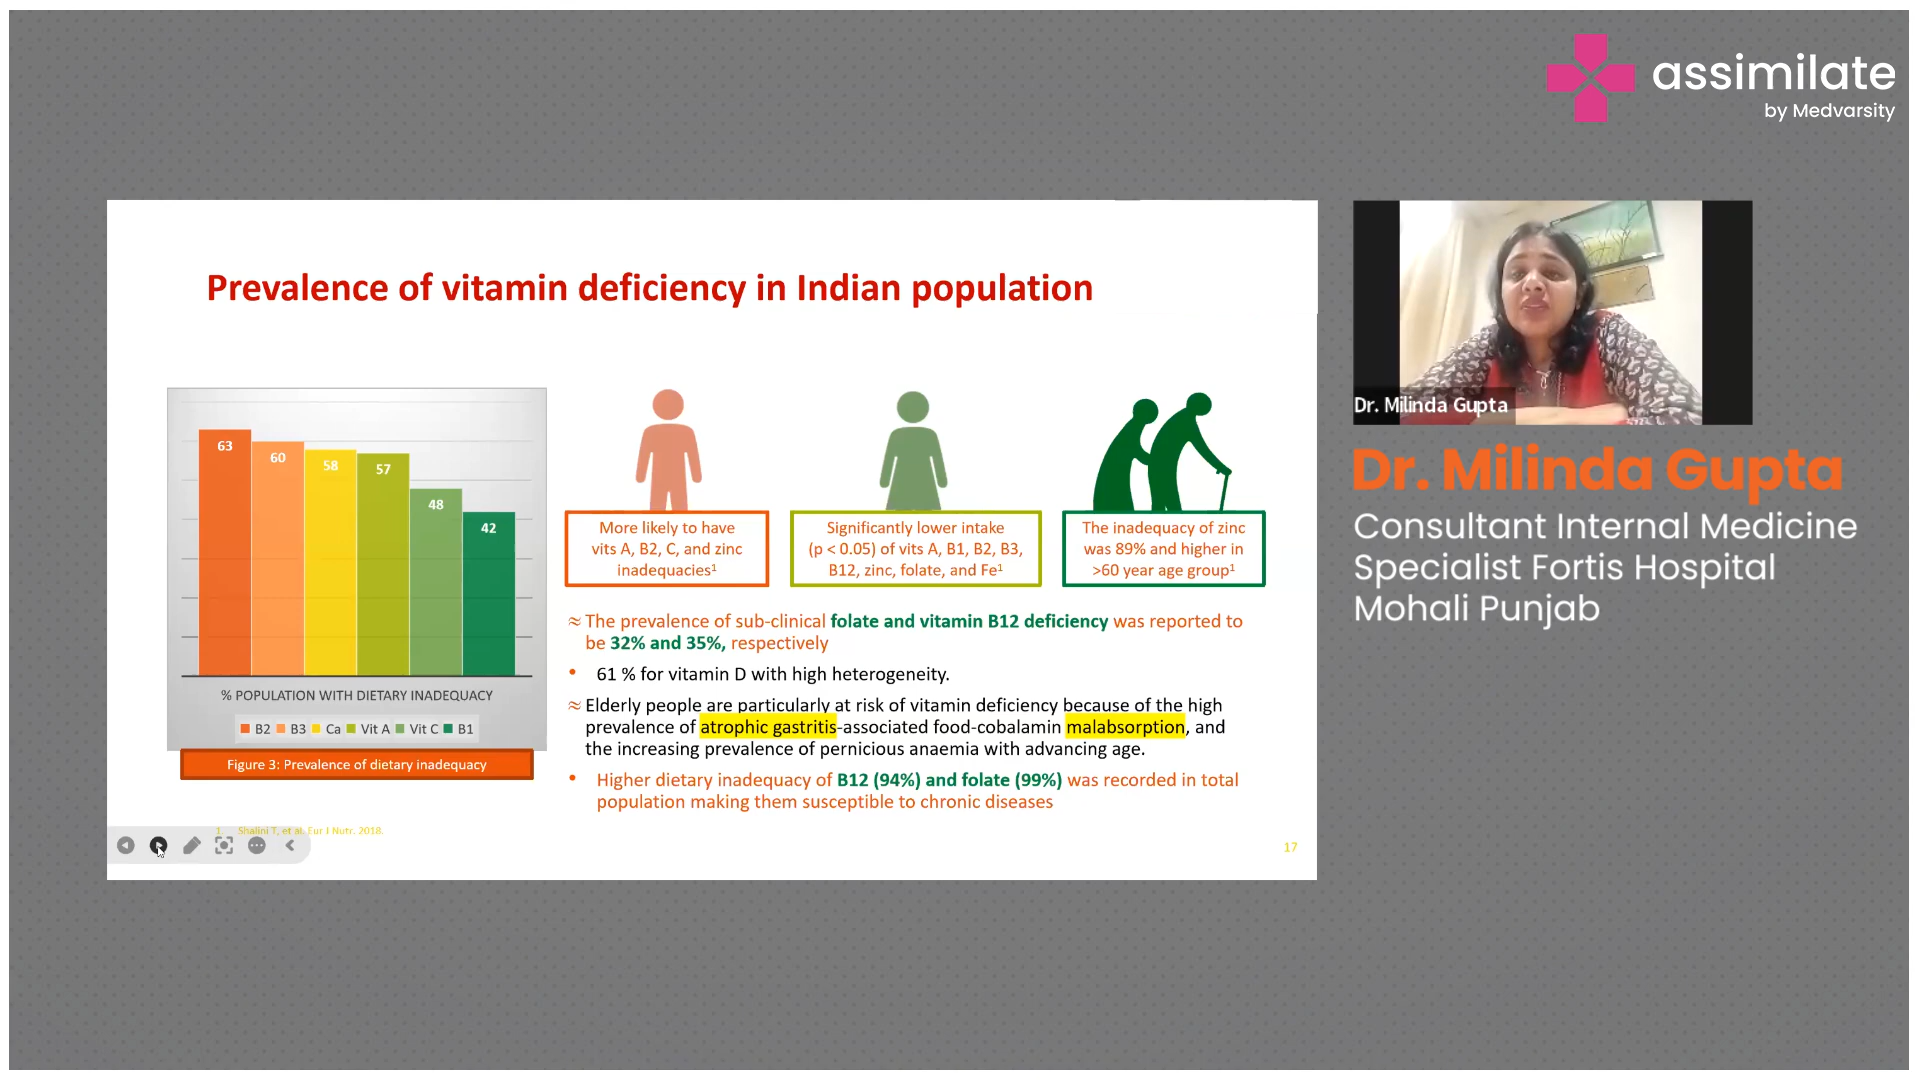 assimilate
by Medvarsity
Prevalence of vitamin deficiency in Indian population
63
60
58
57
48
42
% POPULATION WITH DIETARY INADEQUACY
B2 B3 Ca Vit A Vit C B1
Figure 3: Prevalence of dietary inadequacy
More likely to have
vits A, B2, C, and zinc
inadequacies¹
Significantly lower intake
(p < 0.05) of vits A, B1, B2, B3,
B12, zinc, folate, and Fe¹
The inadequacy of zinc
was 89% and higher in
>60 year age group¹
≈ The prevalence of sub-clinical folate and vitamin B12 deficiency was reported to
be 32% and 35%, respectively
• 61 % for vitamin D with high heterogeneity.
≈ Elderly people are particularly at risk of vitamin deficiency because of the high
prevalence of atrophic gastritis-associated food-cobalamin malabsorption, and
the increasing prevalence of pernicious anaemia with advancing age.
• Higher dietary inadequacy of B12 (94%) and folate (99%) was recorded in total
population making them susceptible to chronic diseases
1. Shalini T, et al. Eur J Nutr. 2018.
17
Dr. Milinda Gupta
Dr. Milinda Gupta
Consultant Internal Medicine
Specialist Fortis Hospital
Mohali Punjab